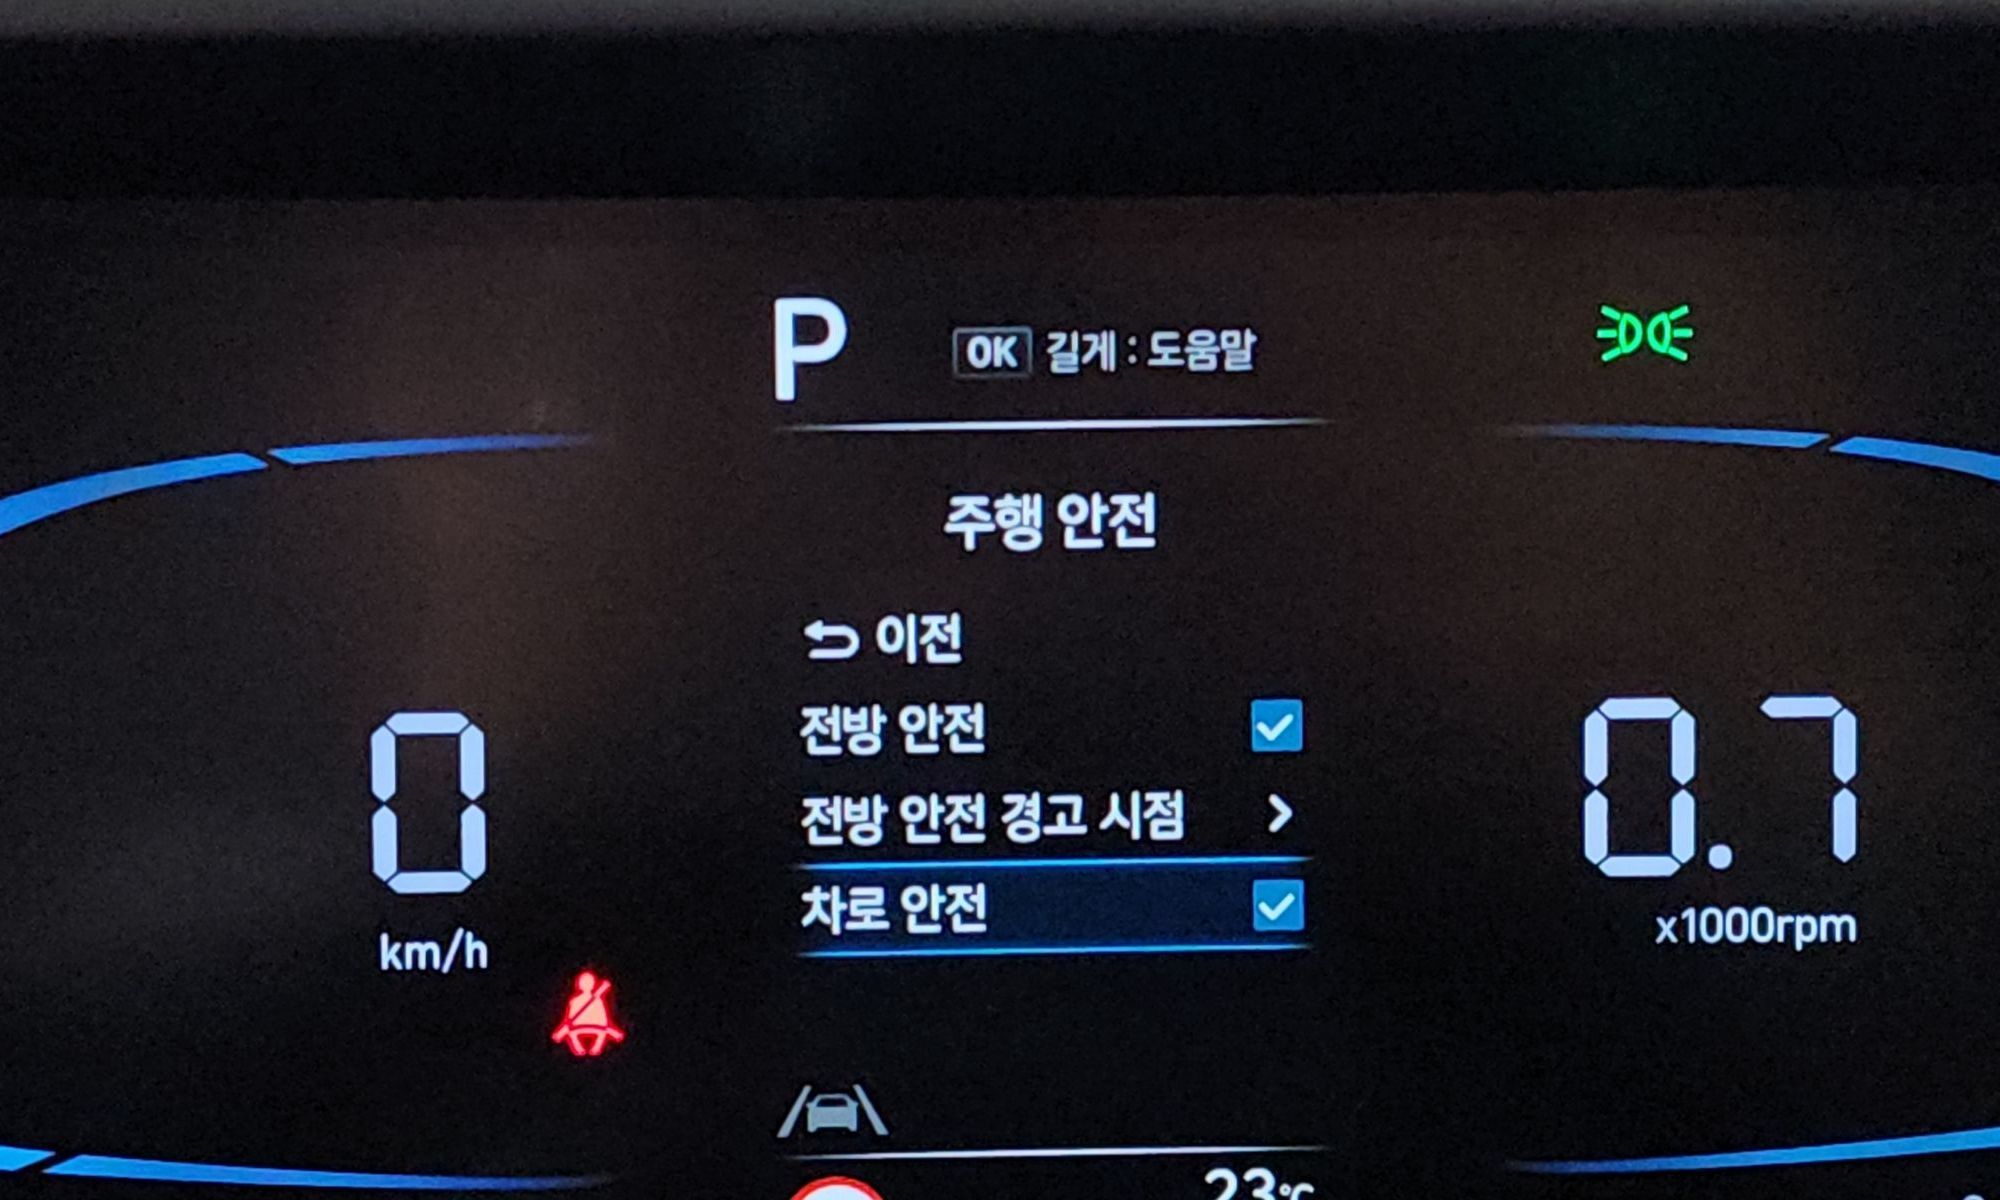 P
OK 길게 : 도움말
주행 안전
이전
전방 안전
전방 안전 경고 시점
차로 안전
0
km/h
0.7
x1000rpm
23℃